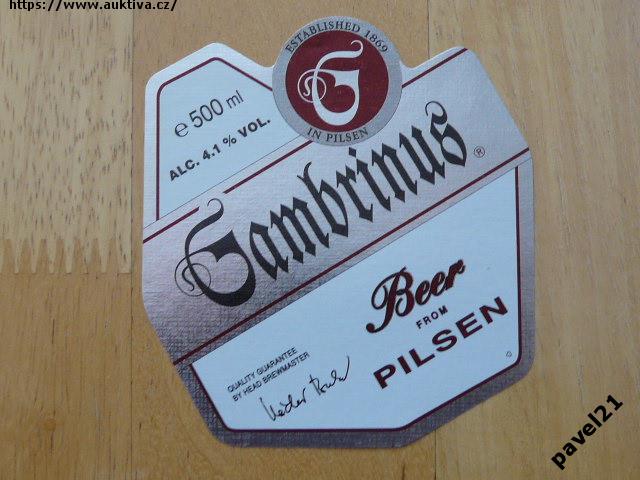 https://www.auktiva.cz/
ESTABLISHED 1869
G
IN PILSEN
e 500 ml
ALC. 4.1 % VOL.
Gambrinus ®
Beer
FROM
PILSEN
QUALITY GUARANTEE
BY HEAD BREWMASTER
pavel21